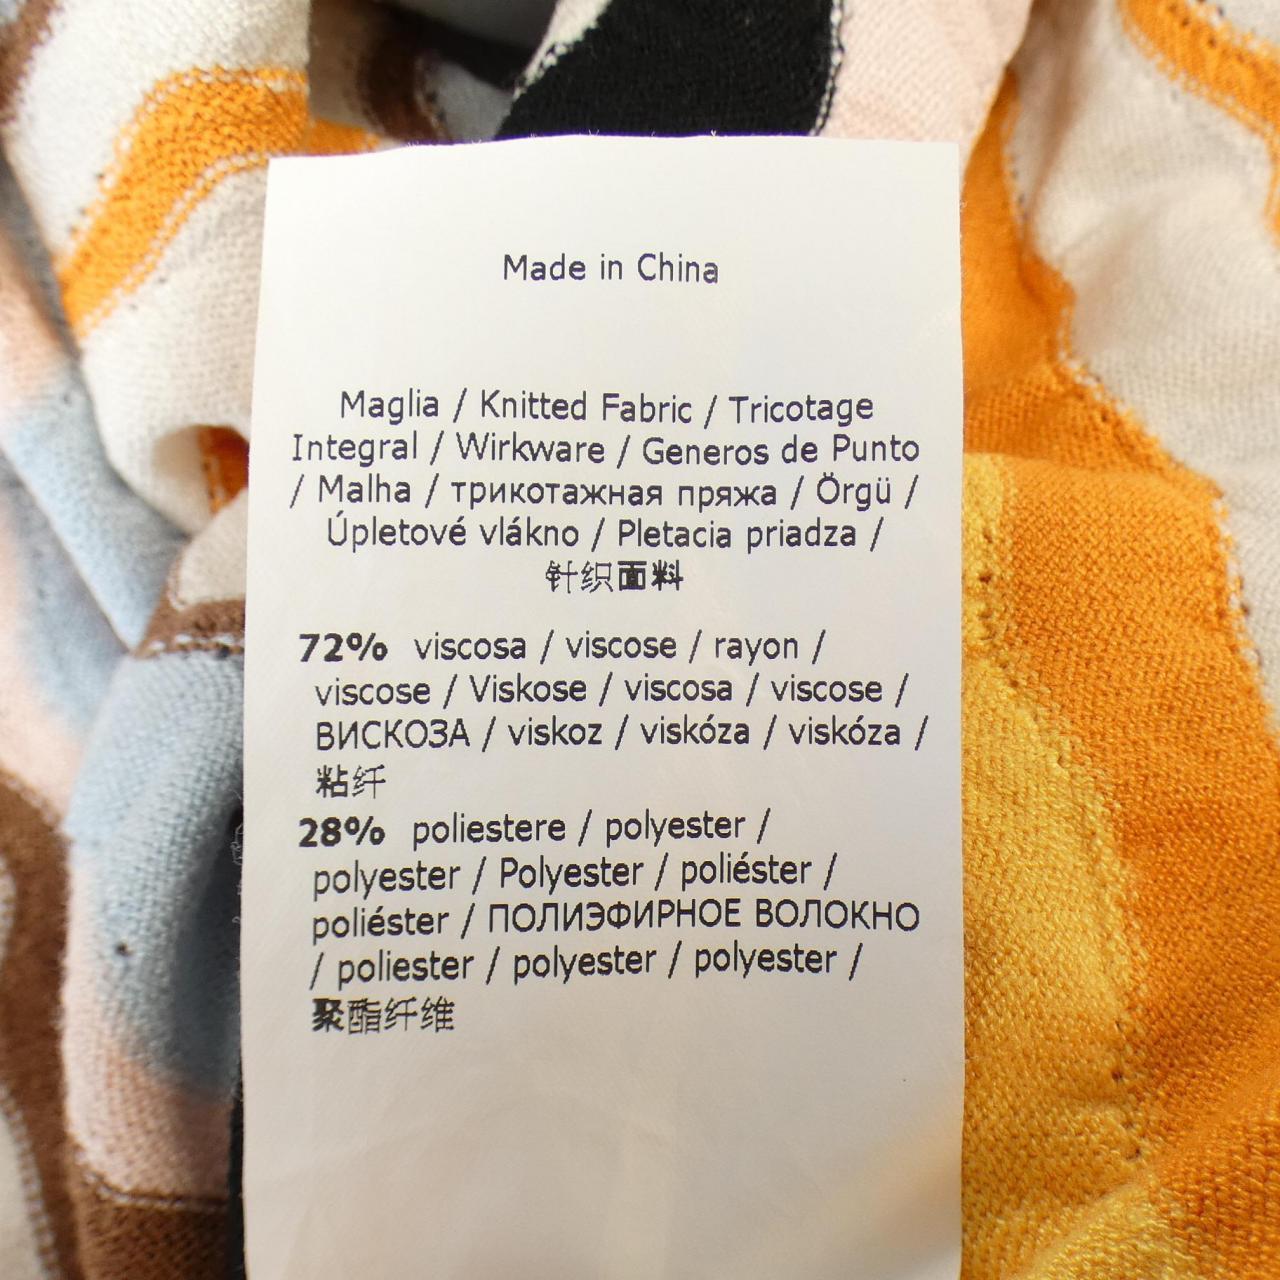 Made in China
Maglia / Knitted Fabric / Tricotage
Integral / Wirkware / Generos de Punto
/ Malha / трикотажная пряжа / Örgü /
Úpletové vlákno / Pletacia priadza /
针织面料
72% viscosa / viscose / rayon /
viscose / Viskose / viscosa / viscose /
ВИСКОЗА / viskoz / viskóza / viskóza /
粘纤
28% poliestere / polyester /
polyester / Polyester / poliéster /
poliéster / ПОЛИЭФИРНОЕ ВОЛОКНО
/ poliester / polyester / polyester /
聚酯纤维